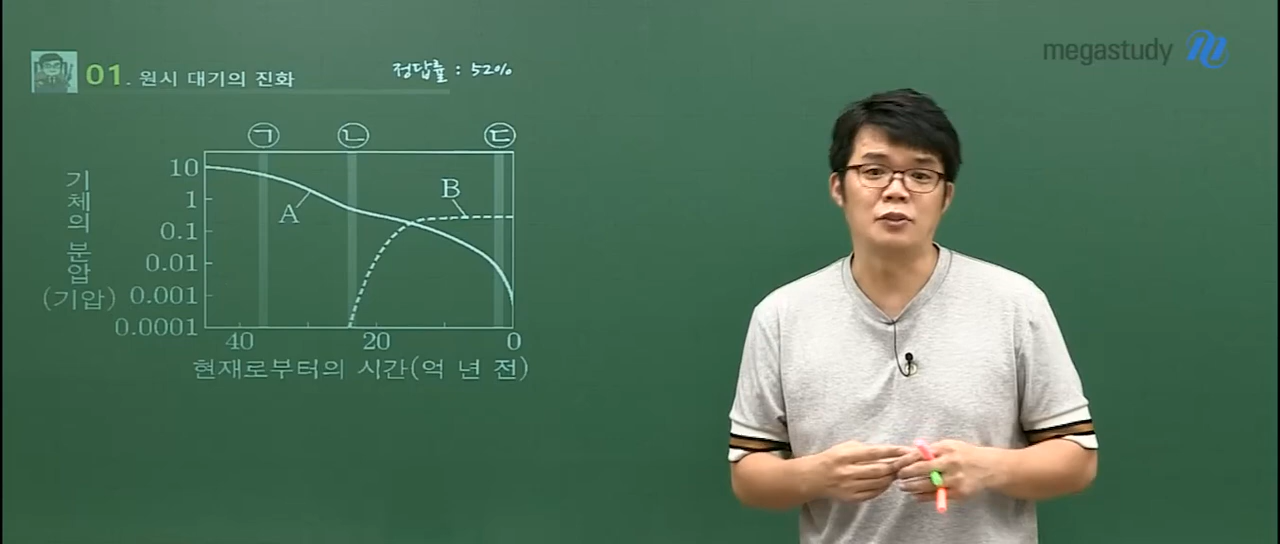 megastudy
01. 원시 대기의 진화
정답률 : 52%
㉠ ㉡ ㉢
기체의 분압 (기압)
10
1
0.1
0.01
0.001
0.0001
A
B
40 20 0
현재로부터의 시간(억 년 전)